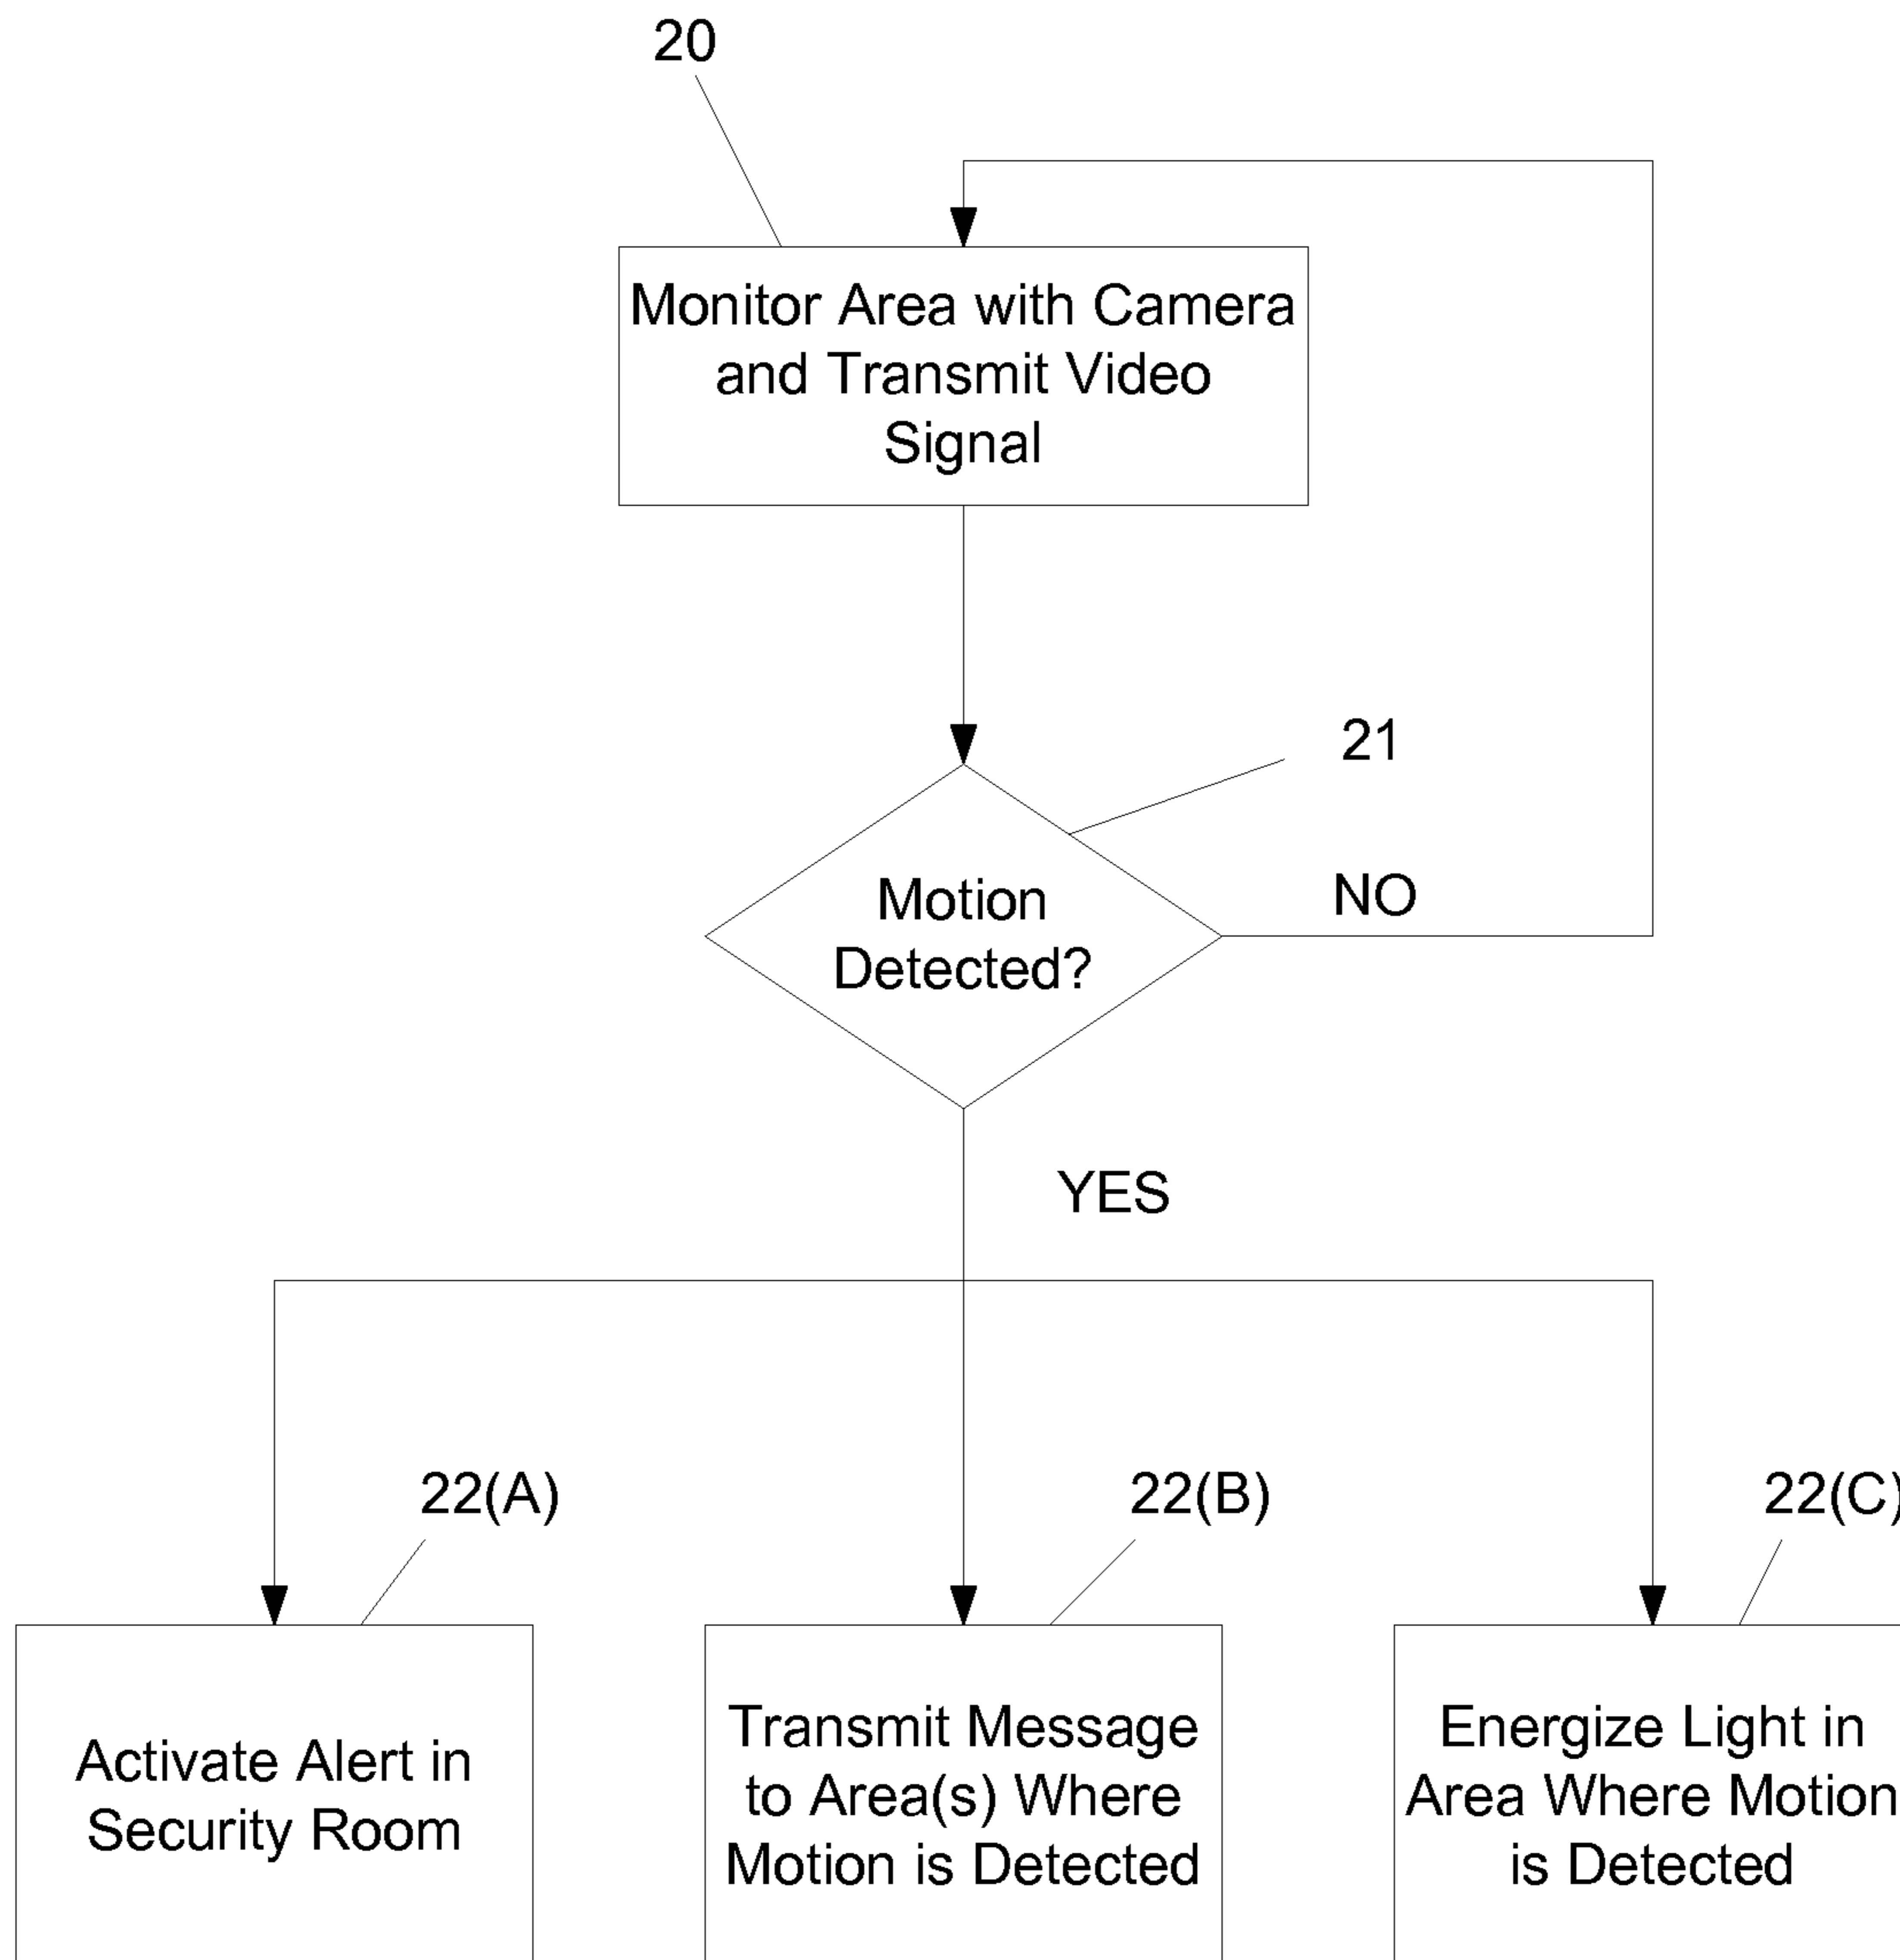 20
Monitor Area with Camera
and Transmit Video
Signal
21
Motion
Detected?
NO
YES
22(A)
22(B)
22(C)
Activate Alert in
Security Room
Transmit Message
to Area(s) Where
Motion is Detected
Energize Light in
Area Where Motion
is Detected